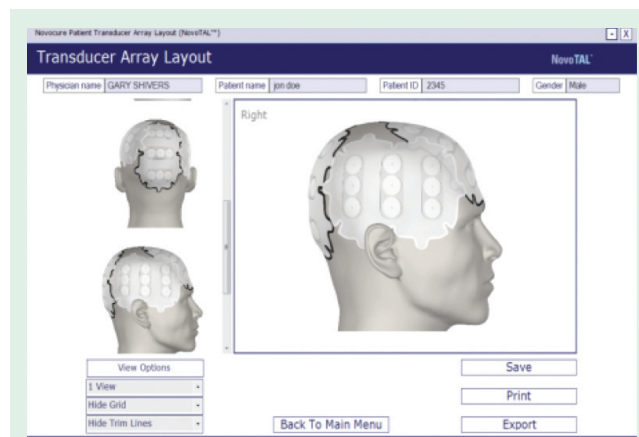 Novocure Patient Transducer Array Layout (NovoTAL™)
Transducer Array Layout
NovoTAL™
Physician name GARY SHIVERS Patient name jon doe Patient ID 2345 Gender Male
Right
View Options
1 View
Hide Grid
Hide Trim Lines
Back To Main Menu
Save
Print
Export